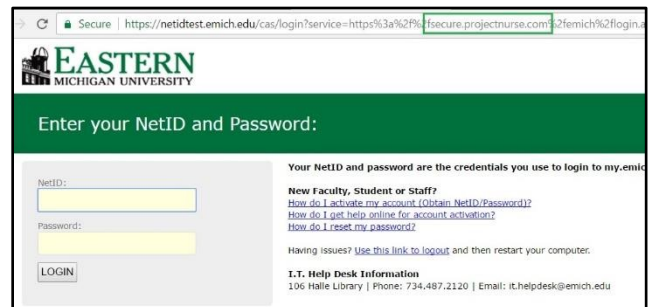 Secure | https://netidtest.emich.edu/cas/login?service=https%3a%2f%2fsecure.projectnurse.com%2femich%2flogin.a
EASTERN
MICHIGAN UNIVERSITY
Enter your NetID and Password:
NetID:
Password:
LOGIN
Your NetID and password are the credentials you use to login to my.emic
New Faculty, Student or Staff?
How do I activate my account (Obtain NetID/Password)?
How do I get help online for account activation?
How do I reset my password?
Having issues? Use this link to logout and then restart your computer.
I.T. Help Desk Information
106 Halle Library | Phone: 734.487.2120 | Email: it.helpdesk@emich.edu